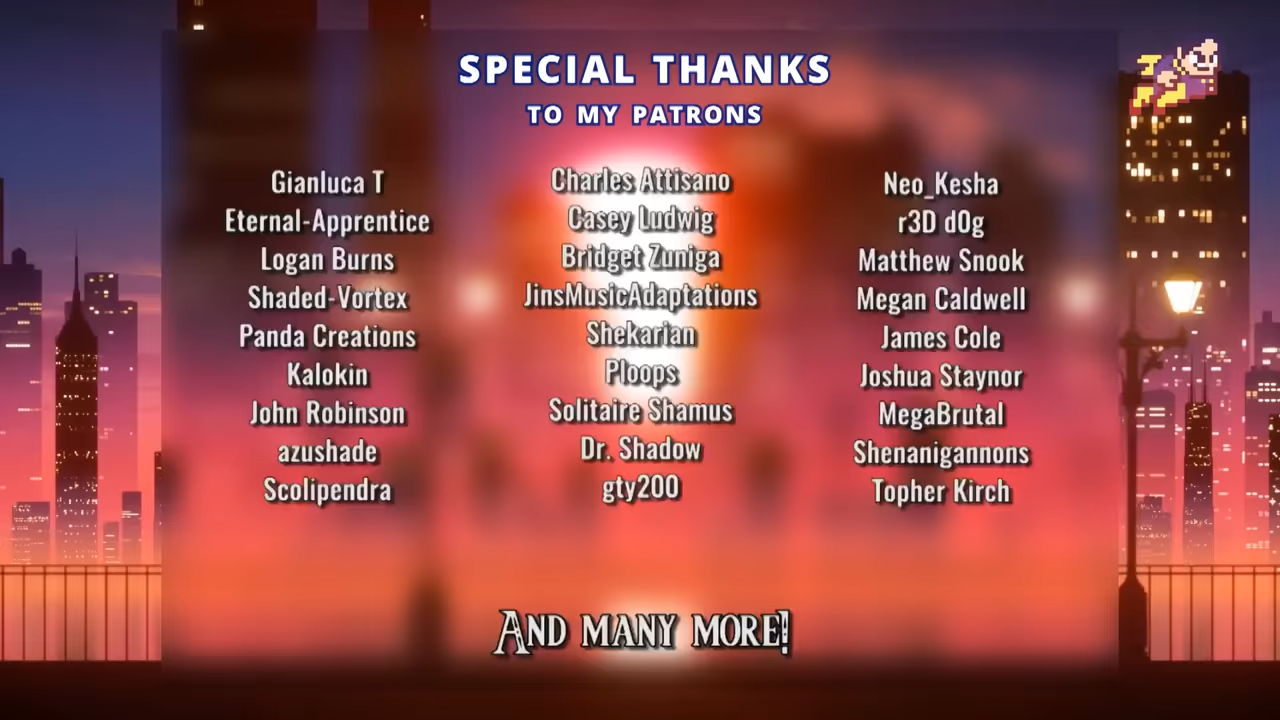 SPECIAL THANKS
TO MY PATRONS
Gianluca T
Eternal-Apprentice
Logan Burns
Shaded-Vortex
Panda Creations
Kalokin
John Robinson
azushade
Scolipendra
Charles Attisano
Casey Ludwig
Bridget Zuniga
JinsMusicAdaptations
Shekarian
Ploops
Solitaire Shamus
Dr. Shadow
gty200
Neo_Kesha
r3D d0g
Matthew Snook
Megan Caldwell
James Cole
Joshua Staynor
MegaBrutal
Shenanigannons
Topher Kirch
And many more!